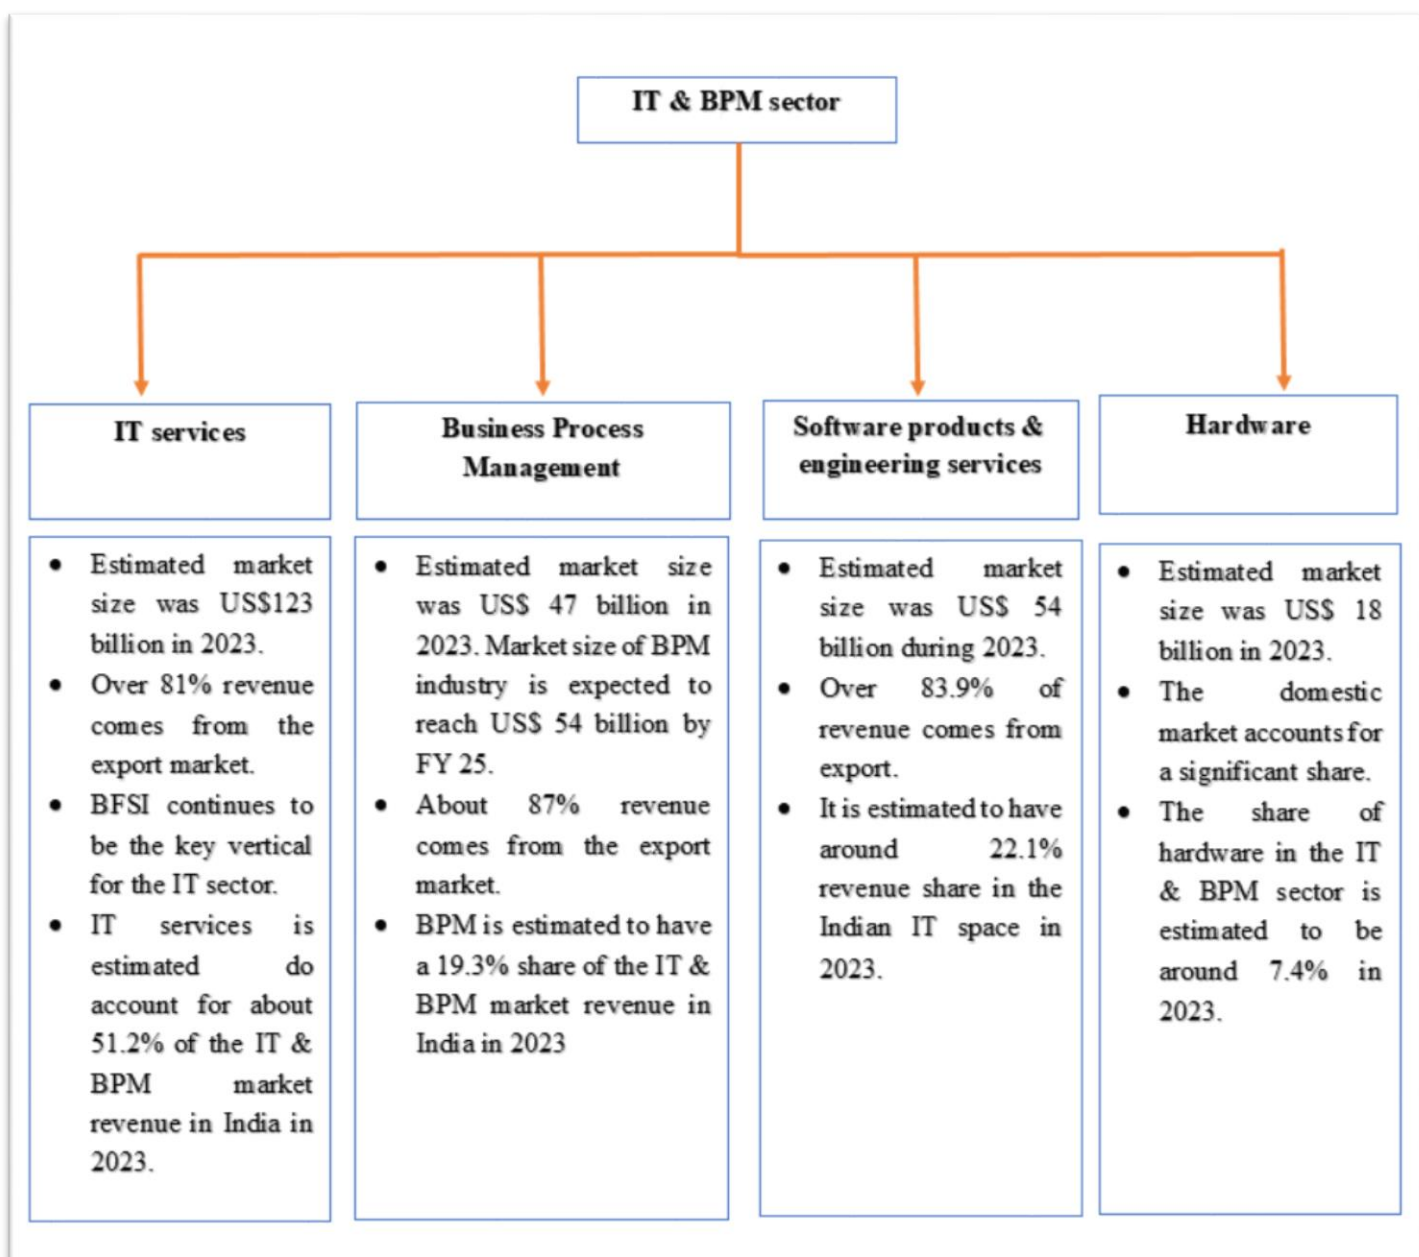 IT & BPM sector
IT services
Business Process
Management
Software products &
engineering services
Hardware
• Estimated market
size was US$123
billion in 2023.
• Over 81% revenue
comes from the
export market.
• BFSI continues to
be the key vertical
for the IT sector.
• IT services is
estimated do
account for about
51.2% of the IT &
BPM market
revenue in India in
2023.
• Estimated market size
was US$ 47 billion in
2023. Market size of BPM
industry is expected to
reach US$ 54 billion by
FY 25.
• About 87% revenue
comes from the export
market.
• BPM is estimated to have
a 19.3% share of the IT &
BPM market revenue in
India in 2023
• Estimated market
size was US$ 54
billion during 2023.
• Over 83.9% of
revenue comes from
export.
• It is estimated to have
around 22.1%
revenue share in the
Indian IT space in
2023.
• Estimated market
size was US$ 18
billion in 2023.
• The domestic
market accounts for
a significant share.
• The share of
hardware in the IT
& BPM sector is
estimated to be
around 7.4% in
2023.